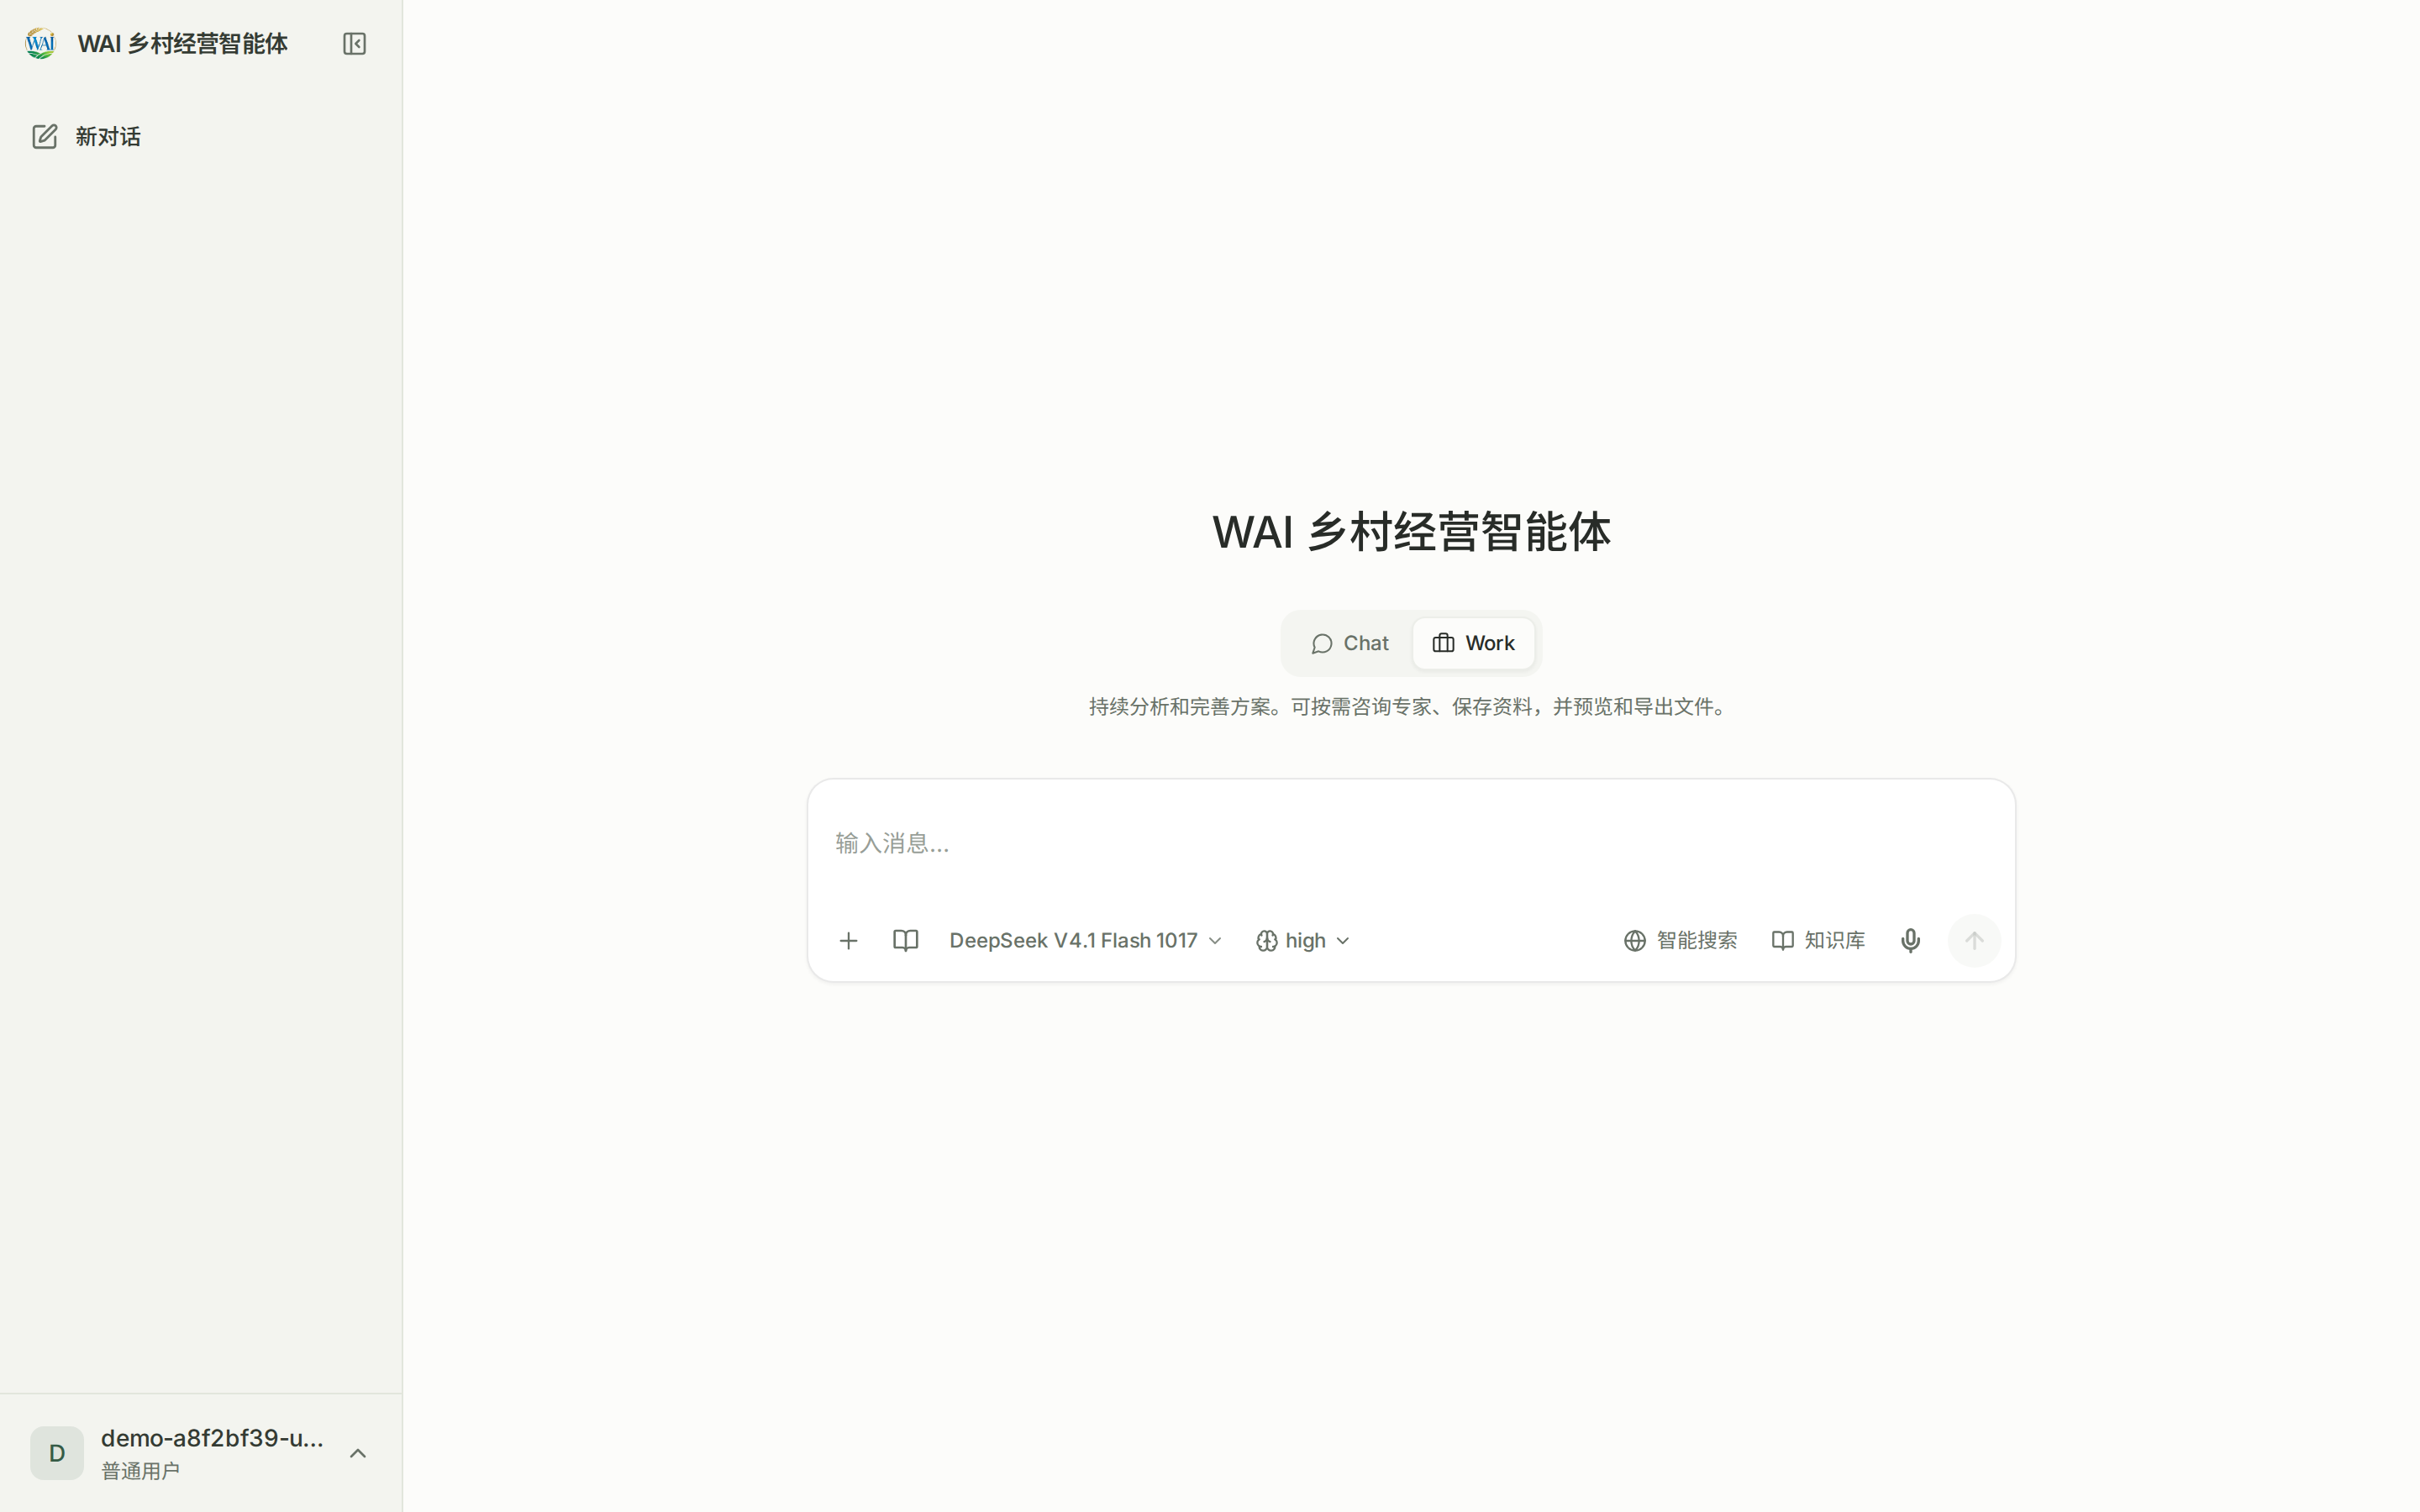 WAI WAI 乡村经营智能体
新对话
WAI 乡村经营智能体
Chat Work
持续分析和完善方案。可按需咨询专家、保存资料，并预览和导出文件。
输入消息...
DeepSeek V4.1 Flash 1017 high 智能搜索 知识库
D demo-a8f2bf39-u...
普通用户